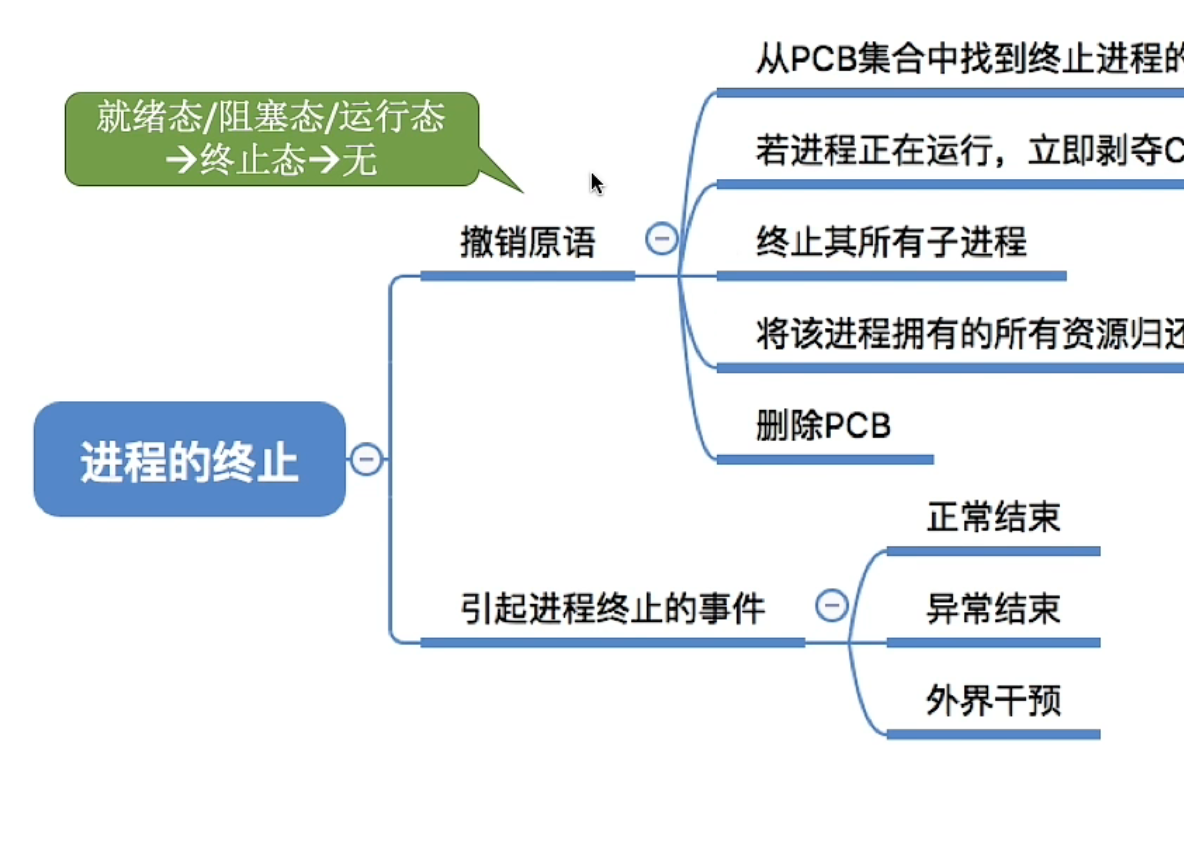 从PCB集合中找到终止进程的
就绪态/阻塞态/运行态
→终止态→无
若进程正在运行，立即剥夺C
撤销原语
终止其所有子进程
将该进程拥有的所有资源归还
删除PCB
进程的终止
正常结束
引起进程终止的事件
异常结束
外界干预